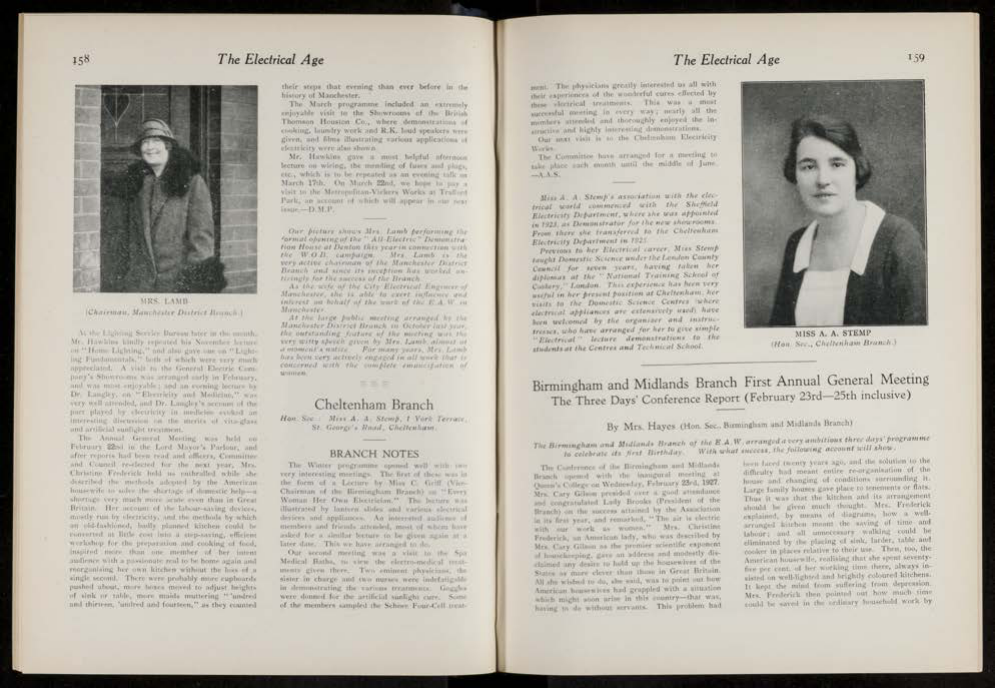 158
The Electrical Age
MRS. LAMB
(Chairman, Manchester District Branch.)
At the Lighting Service Bureau later in the month,
Mr. Hawkins kindly repeated his November lecture
on "Home Lighting," and also gave one on "Light-
ing Fundamentals," both of which were very much
appreciated. A visit to the General Electric Com-
pany's Showrooms was arranged early in February,
and was most enjoyable; and an evening lecture by
Dr. Langley, on "Electricity and Medicine," was
very well attended, and Dr. Langley's account of the
part played by electricity in medicine evoked an
interesting discussion on the merits of vita-glass
and artificial sunlight treatment.
The Annual General Meeting was held on
February 22nd in the Lord Mayor's Parlour, and
after reports had been read and officers, Committee
and Council re-elected for the next year, Mrs.
Christine Frederick held us enthralled while she
described the methods adopted by the American
housewife to solve the shortage of domestic help—a
shortage very much more acute even than in Great
Britain. Her account of the labour-saving devices,
mostly run by electricity, and the methods by which
an old-fashioned, badly planned kitchen could be
converted at little cost into a step-saving, efficient
workshop for the preparation and cooking of food,
inspired more than one member of her intent
audience with a passionate zeal to be home again and
reorganising her own kitchen without the loss of a
single second. There were probably more cupboards
pushed about, more boxes moved to adjust heights
of sink or table, more maids muttering "'undred
and thirteen, 'undred and fourteen," as they counted
their steps that evening than ever before in the
history of Manchester.
The March programme included an extremely
enjoyable visit to the Showrooms of the British
Thomson Houston Co., where demonstrations of
cooking, laundry work and R.K. loud speakers were
given, and films illustrating various applications of
electricity were also shown.
Mr. Hawkins gave a most helpful afternoon
lecture on wiring, the mending of fuses and plugs,
etc., which is to be repeated as an evening talk on
March 17th. On March 22nd, we hope to pay a
visit to the Metropolitan-Vickers Works at Trafford
Park, an account of which will appear in our next
issue.—D.M.P.
Our picture shows Mrs. Lamb performing the
formal opening of the "All-Electric" Demonstra-
tion House at Denton this year in connection with
the W.O.B. campaign. Mrs. Lamb is the
very active chairman of the Manchester District
Branch and since its inception has worked un-
tiringly for the success of the Branch.
As the wife of the City Electrical Engineer of
Manchester, she is able to exert influence and
interest on behalf of the work of the E.A.W. in
Manchester.
At the large public meeting arranged by the
Manchester District Branch in October last year,
the outstanding feature of the meeting was the
very witty speech given by Mrs. Lamb, almost at
a moment's notice. For many years, Mrs. Lamb
has been very actively engaged in all work that is
concerned with the complete emancipation of
women.
Cheltenham Branch
Hon. Sec.: Miss A. A. Stemp, 1 York Terrace,
St. George's Road, Cheltenham.
BRANCH NOTES
The Winter programme opened well with two
very interesting meetings. The first of these was in
the form of a Lecture by Miss C. Griff (Vice-
Chairman of the Birmingham Branch) on "Every
Woman Her Own Electrician." The lecture was
illustrated by lantern slides and various electrical
devices and appliances. An interested audience of
members and friends attended, most of whom have
asked for a similar lecture to be given again at a
later date. This we have arranged to do.
Our second meeting was a visit to the Spa
Medical Baths, to view the electro-medical treat-
ments given there. Two eminent physicians, the
sister in charge and two nurses were indefatigable
in demonstrating the various treatments. Goggles
were donned for the artificial sunlight cure. Some
of the members sampled the Schnee Four-Cell treat-
The Electrical Age
159
ment. The physicians greatly interested us all with
their experiences of the wonderful cures effected by
these electrical treatments. This was a most
successful meeting in every way; nearly all the
members attended and thoroughly enjoyed the in-
structive and highly interesting demonstrations.
Our next visit is to the Cheltenham Electricity
Works.
The Committee have arranged for a meeting to
take place each month until the middle of June.
—A.A.S.
Miss A. A. Stemp's association with the elec-
trical world commenced with the Sheffield
Electricity Department, where she was appointed
in 1923, as Demonstrator for the new showrooms.
From there she transferred to the Cheltenham
Electricity Department in
Previous to her Electrical career, Miss Stemp
taught Domestic Science under the London County
Council for seven years, having taken her
diplomas at the "National Training School of
Cookery," London. This experience has been very
useful in her present position at Cheltenham, her
visits to the Domestic Science Centres (where
electrical appliances are extensively used) have
been welcomed by the organiser and instruc-
tresses, who have arranged for her to give simple
"Electrical" lecture demonstrations to the
students at the Centres and Technical School.
MISS A. A. STEMP
(Hon. Sec., Cheltenham Branch.)
Birmingham and Midlands Branch First Annual General Meeting
The Three Days' Conference Report (February 23rd—25th inclusive)
By Mrs. Hayes (Hon. Sec. Birmingham and Midlands Branch)
The Birmingham and Midlands Branch of the E.A.W. arranged a very ambitious three days' programme
to celebrate its first Birthday. With what success, the following account will show.
The Conference of the Birmingham and Midlands
Branch opened with the inaugural meeting at
Queen's College on Wednesday, February 23rd, 1927.
Mrs. Cary Gilson presided over a good attendance
and congratulated Lady Brooks (President of the
Branch) on the success attained by the Association
in its first year, and remarked, "The air is electric
with our work as women." Mrs. Christine
Frederick, an American lady, who was described by
Mrs. Cary Gilson as the premier scientific exponent
of housekeeping, gave an address and modestly dis-
claimed any desire to hold up the housewives of the
States as more clever than those in Great Britain.
All she wished to do, she said, was to point out how
American housewives had grappled with a situation
which might soon arise in this country—that was,
having to do without servants. This problem had
been faced twenty years ago, and the solution to the
difficulty had meant entire re-organisation of the
house and changing of conditions surrounding it.
Large family houses gave place to tenements or flats.
Thus it was that the kitchen and its arrangement
should be given much thought. Mrs. Frederick
explained, by means of diagrams, how a well-
arranged kitchen meant the saving of time and
labour; and all unnecessary walking could be
eliminated by the placing of sink, larder, table and
cooker in places relative to their use. Then, too, the
American housewife, realising that she spent seventy-
five per cent. of her working time there, always in-
sisted on well-lighted and brightly coloured kitchens.
It kept the mind from suffering from depression.
Mrs. Frederick then pointed out how much time
could be saved in the ordinary household work by